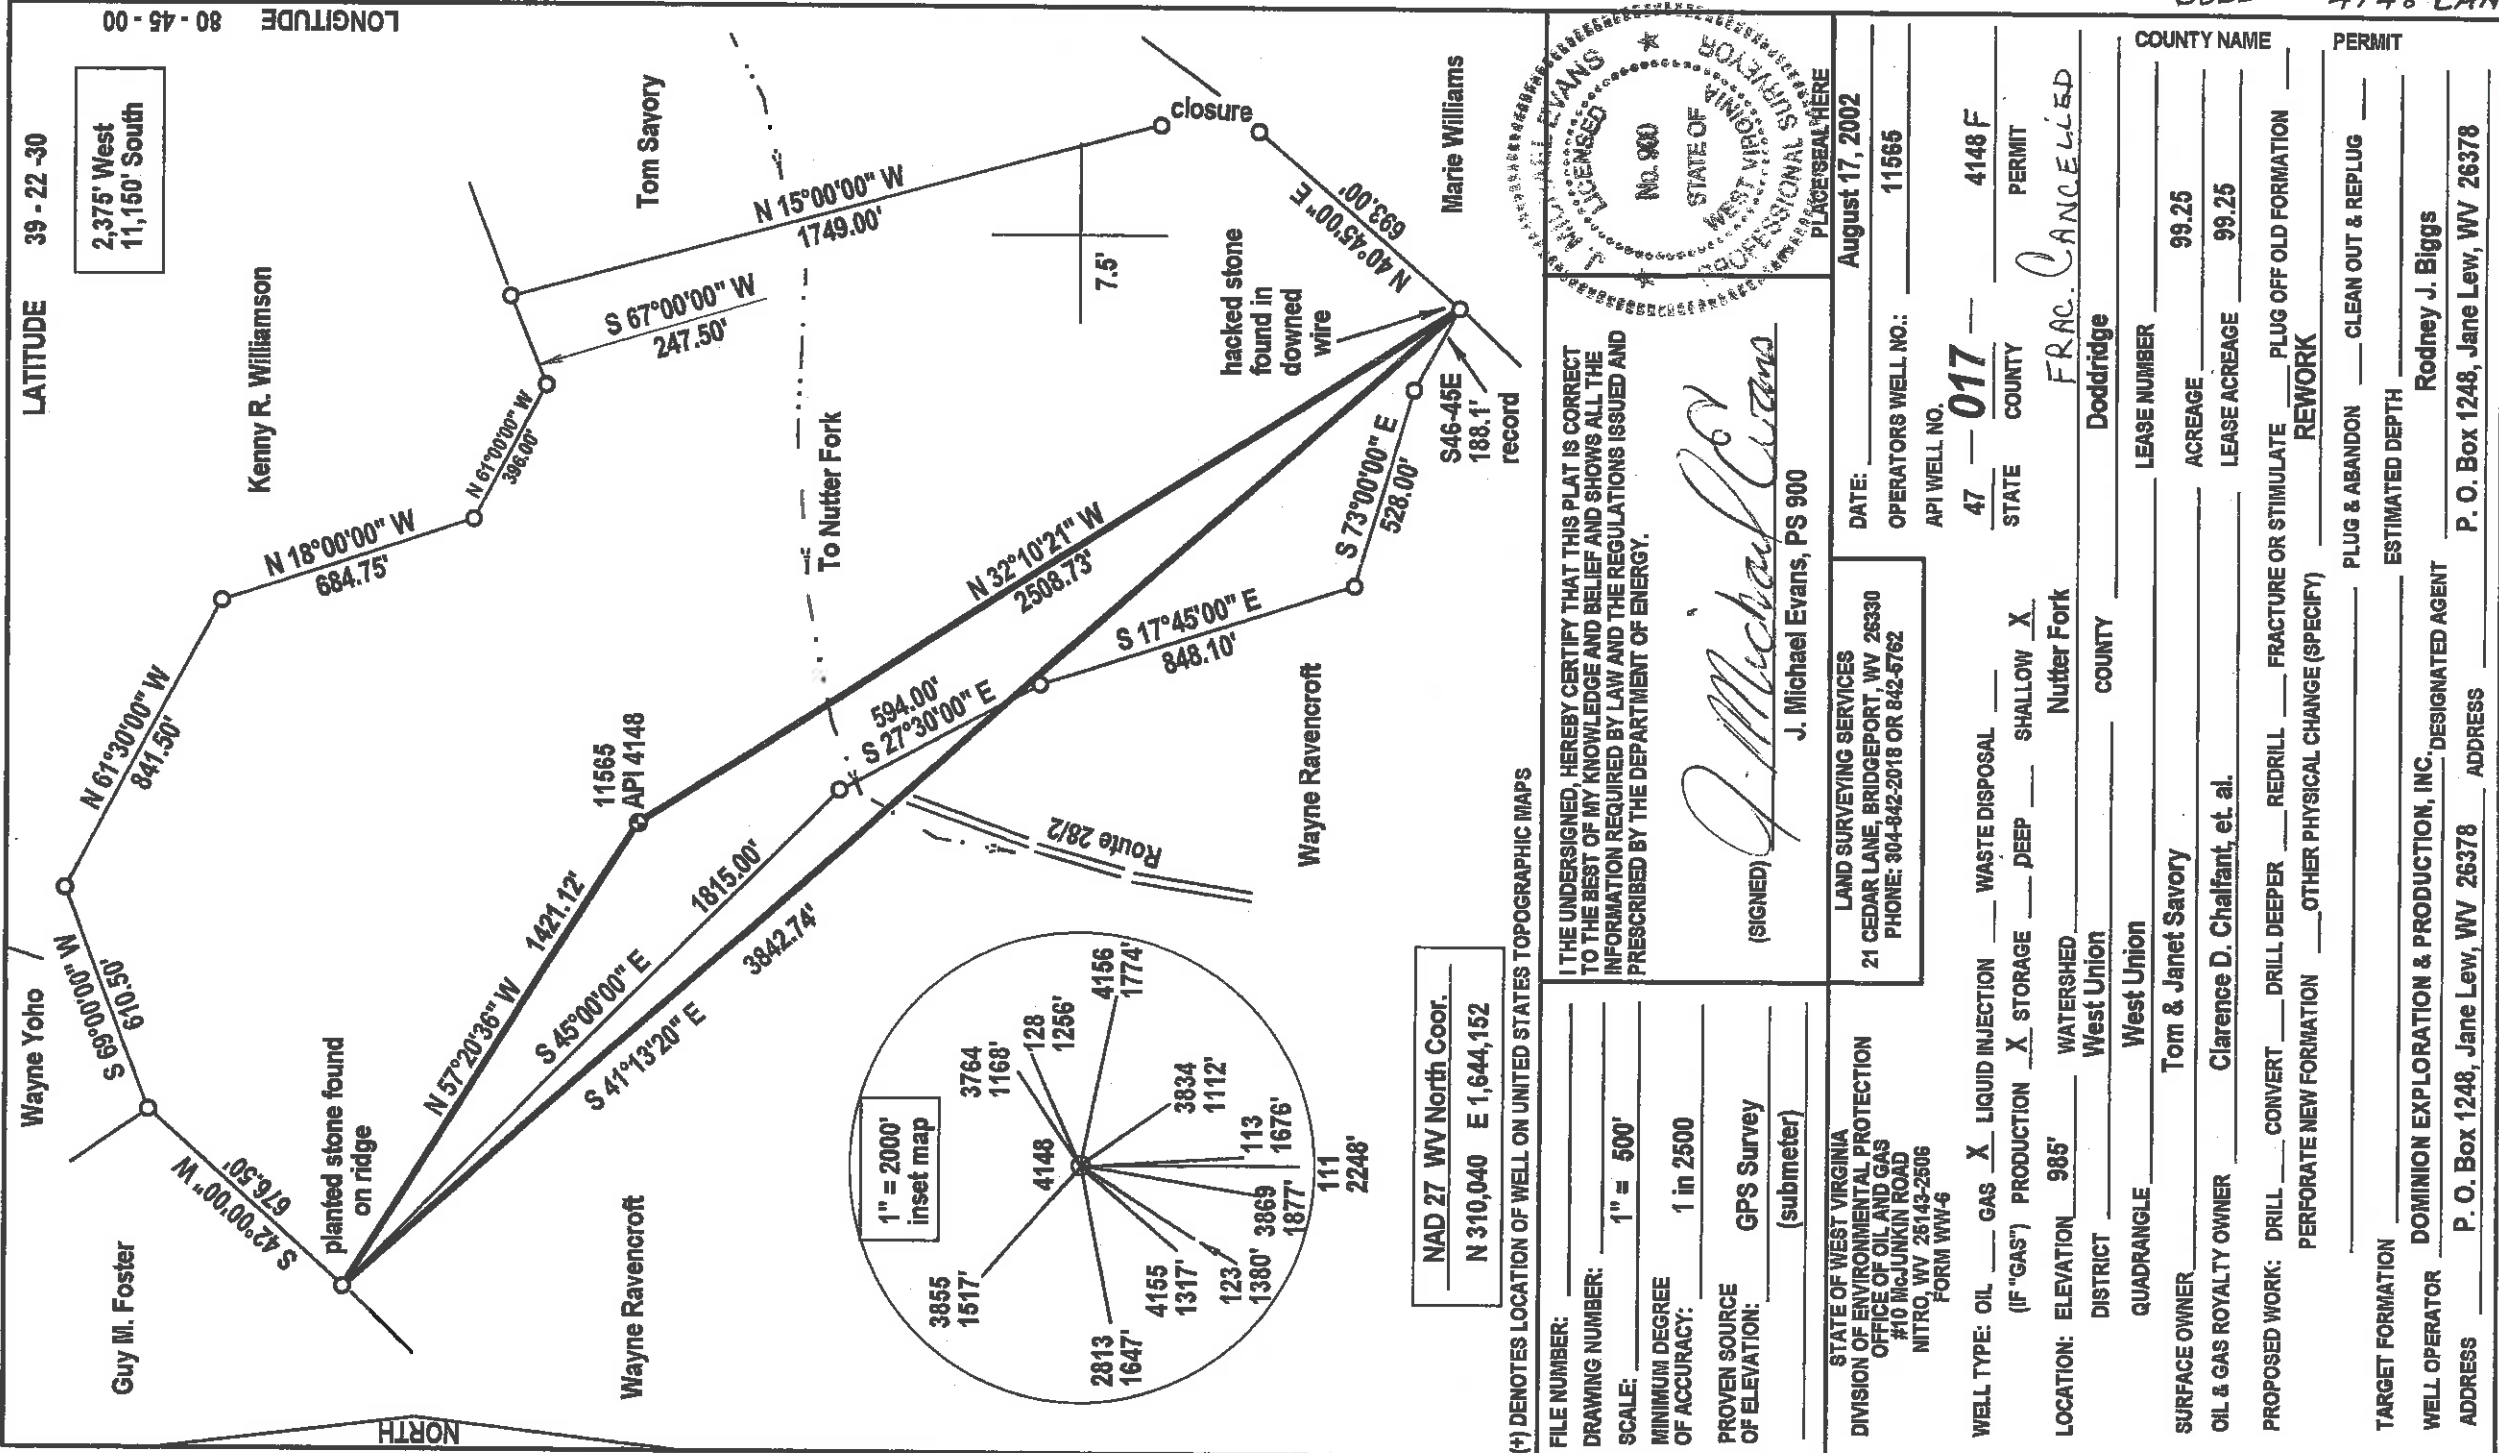 LATITUDE 39 - 22 -30
LONGITUDE 80 - 45 - 00
2,375' West
11,150' South
NORTH
Guy M. Foster
Wayne Yoho
Kenny R. Williamson
Tom Savory
Marie Williams
Wayne Ravencroft
Wayne Ravencroft
S 42°00'00" W
676.50'
S 69°00'00" W
610.50'
N 61°30'00" W
841.50'
N 18°00'00" W
684.75'
N 61°00'00" W
396.00'
S 67°00'00" W
247.50'
N 15°00'00" W
1749.00'
closure
N 40°45'00" E
693.00'
7.5'
hacked stone
found in
downed
wire
S46-45E
188.1'
record
S 73°00'00" E
528.00'
S 17°45'00" E
848.10'
594.00'
S 27°30'00" E
To Nutter Fork
Route 28/2
11565
API 4148
N 32°10'21" W
2508.73'
N 57°20'36" W
1421.12'
S 45°00'00" E
1815.00'
S 41°13'20" E
3842.74'
planted stone found
on ridge
1" = 2000'
inset map
3855
1517'
4148
3764
1168'
128
1256'
4156
1774'
3834
1112'
113
1676'
111
2248'
3869
1877'
123
1380'
4155
1317'
2813
1647'
NAD 27 WV North Coor.
N 310,040 E 1,644,152
(+) DENOTES LOCATION OF WELL ON UNITED STATES TOPOGRAPHIC MAPS
FILE NUMBER:
DRAWING NUMBER:
SCALE: 1" = 500'
MINIMUM DEGREE
OF ACCURACY: 1 in 2500
PROVEN SOURCE
OF ELEVATION: GPS Survey
(submeter)
I THE UNDERSIGNED, HEREBY CERTIFY THAT THIS PLAT IS CORRECT
TO THE BEST OF MY KNOWLEDGE AND BELIEF AND SHOWS ALL THE
INFORMATION REQUIRED BY LAW AND THE REGULATIONS ISSUED AND
PRESCRIBED BY THE DEPARTMENT OF ENERGY.
(SIGNED) J. Michael Evans
J. Michael Evans, PS 900
J. MICHAEL EVANS
LICENSED
No. 900
STATE OF
WEST VIRGINIA
PROFESSIONAL SURVEYOR
PLACE SEAL HERE
STATE OF WEST VIRGINIA
DIVISION OF ENVIRONMENTAL PROTECTION
OFFICE OF OIL AND GAS
#10 McJUNKIN ROAD
NITRO, WV 25143-2506
FORM WW-6
LAND SURVEYING SERVICES
21 CEDAR LANE, BRIDGEPORT, WV 26330
PHONE: 304-842-2018 OR 842-5762
DATE: August 17, 2002
OPERATORS WELL NO.: 11565
API WELL NO.
47 — 017 — 4148 F
STATE COUNTY PERMIT
FRAC. CANCELLED
WELL TYPE: OIL GAS X LIQUID INJECTION WASTE DISPOSAL
(IF "GAS") PRODUCTION X STORAGE DEEP SHALLOW X
LOCATION: ELEVATION 985' WATERSHED Nutter Fork
DISTRICT West Union COUNTY Doddridge
QUADRANGLE West Union LEASE NUMBER
SURFACE OWNER Tom & Janet Savory ACREAGE 99.25
OIL & GAS ROYALTY OWNER Clarence D. Chalfant, et. al. LEASE ACREAGE 99.25
PROPOSED WORK: DRILL CONVERT DRILL DEEPER REDRILL FRACTURE OR STIMULATE PLUG OFF OLD FORMATION
PERFORATE NEW FORMATION OTHER PHYSICAL CHANGE (SPECIFY) REWORK
PLUG & ABANDON CLEAN OUT & REPLUG
TARGET FORMATION ESTIMATED DEPTH
WELL OPERATOR DOMINION EXPLORATION & PRODUCTION, INC. DESIGNATED AGENT Rodney J. Biggs
ADDRESS P. O. Box 1248, Jane Lew, WV 26378 ADDRESS P. O. Box 1248, Jane Lew, WV 26378
COUNTY NAME
PERMIT